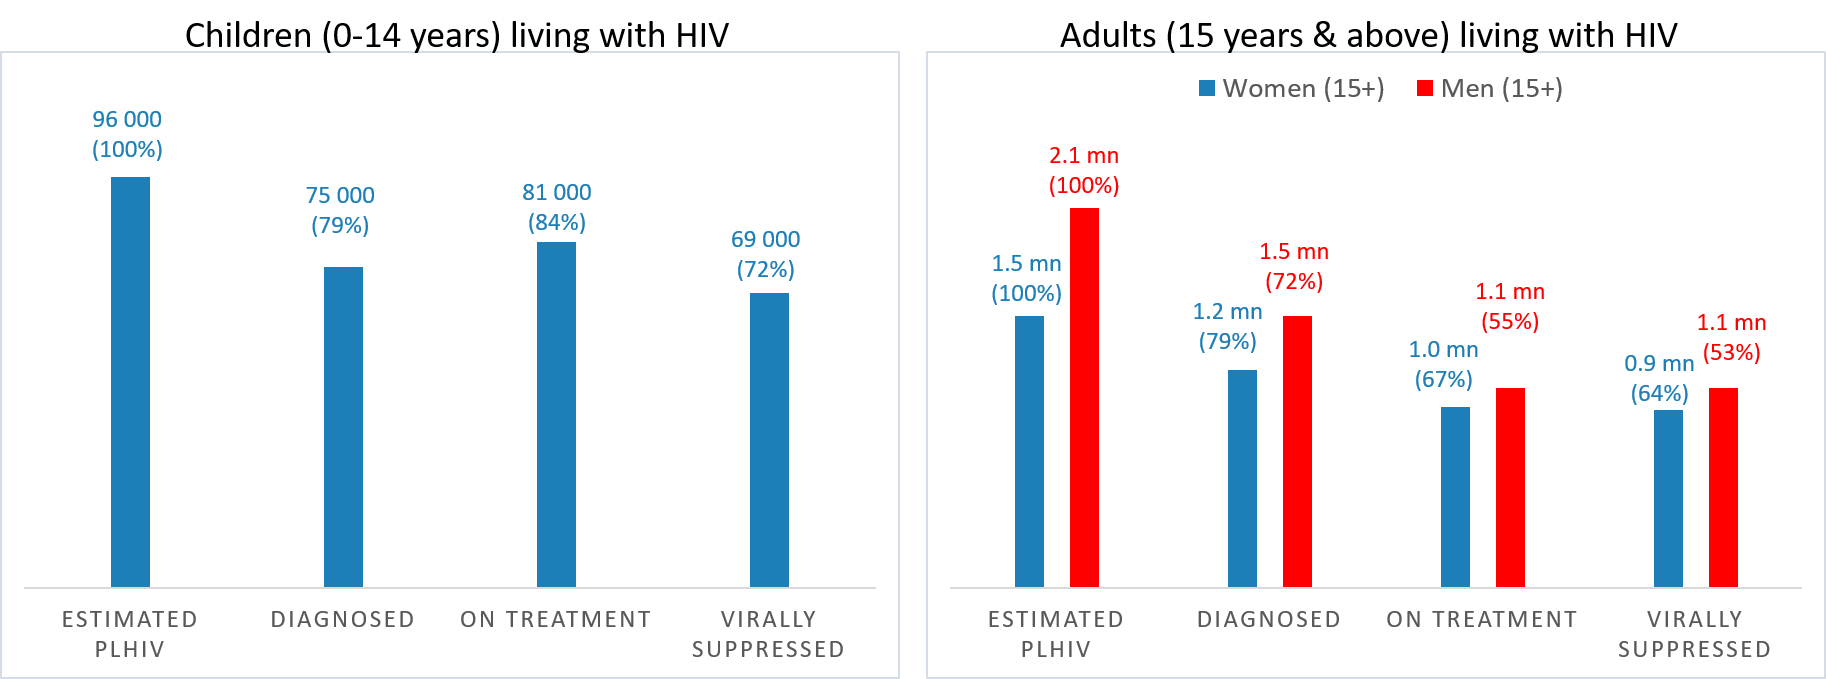 Children (0-14 years) living with HIV
96 000
(100%)
75 000
(79%)
81 000
(84%)
69 000
(72%)
ESTIMATED
PLHIV
DIAGNOSED
ON TREATMENT
VIRALLY
SUPPRESSED
Adults (15 years & above) living with HIV
Women (15+)
Men (15+)
1.5 mn
(100%)
2.1 mn
(100%)
1.2 mn
(79%)
1.5 mn
(72%)
1.0 mn
(67%)
1.1 mn
(55%)
0.9 mn
(64%)
1.1 mn
(53%)
ESTIMATED
PLHIV
DIAGNOSED
ON TREATMENT
VIRALLY
SUPPRESSED